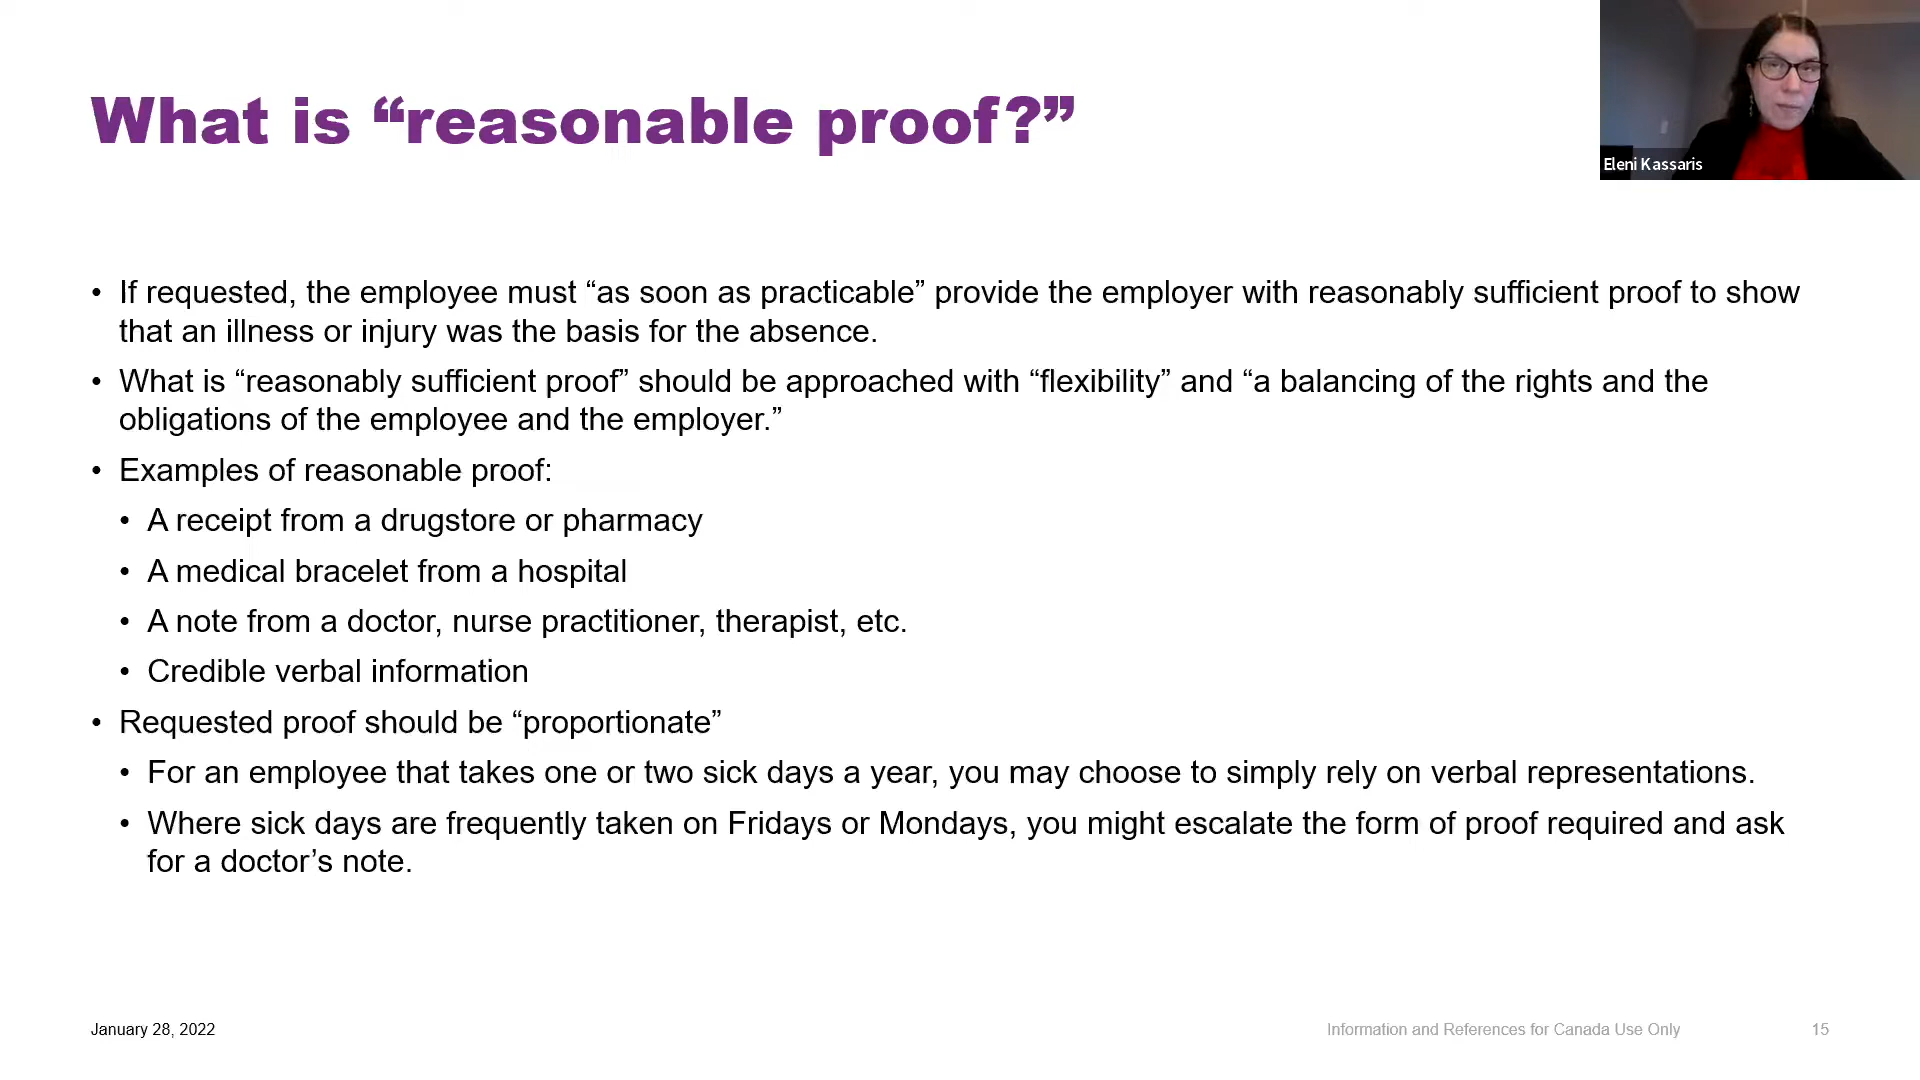 What is “reasonable proof?”
Eleni Kassaris
• If requested, the employee must “as soon as practicable” provide the employer with reasonably sufficient proof to show
that an illness or injury was the basis for the absence.
• What is “reasonably sufficient proof” should be approached with “flexibility” and “a balancing of the rights and the
obligations of the employee and the employer.”
• Examples of reasonable proof:
• A receipt from a drugstore or pharmacy
• A medical bracelet from a hospital
• A note from a doctor, nurse practitioner, therapist, etc.
• Credible verbal information
• Requested proof should be “proportionate”
• For an employee that takes one or two sick days a year, you may choose to simply rely on verbal representations.
• Where sick days are frequently taken on Fridays or Mondays, you might escalate the form of proof required and ask
for a doctor’s note.
January 28, 2022
Information and References for Canada Use Only
15